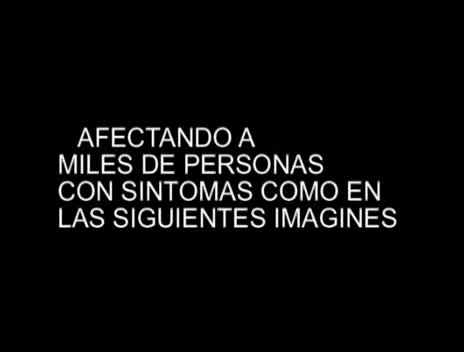 AFECTANDO A
MILES DE PERSONAS
CON SINTOMAS COMO EN
LAS SIGUIENTES IMAGINES